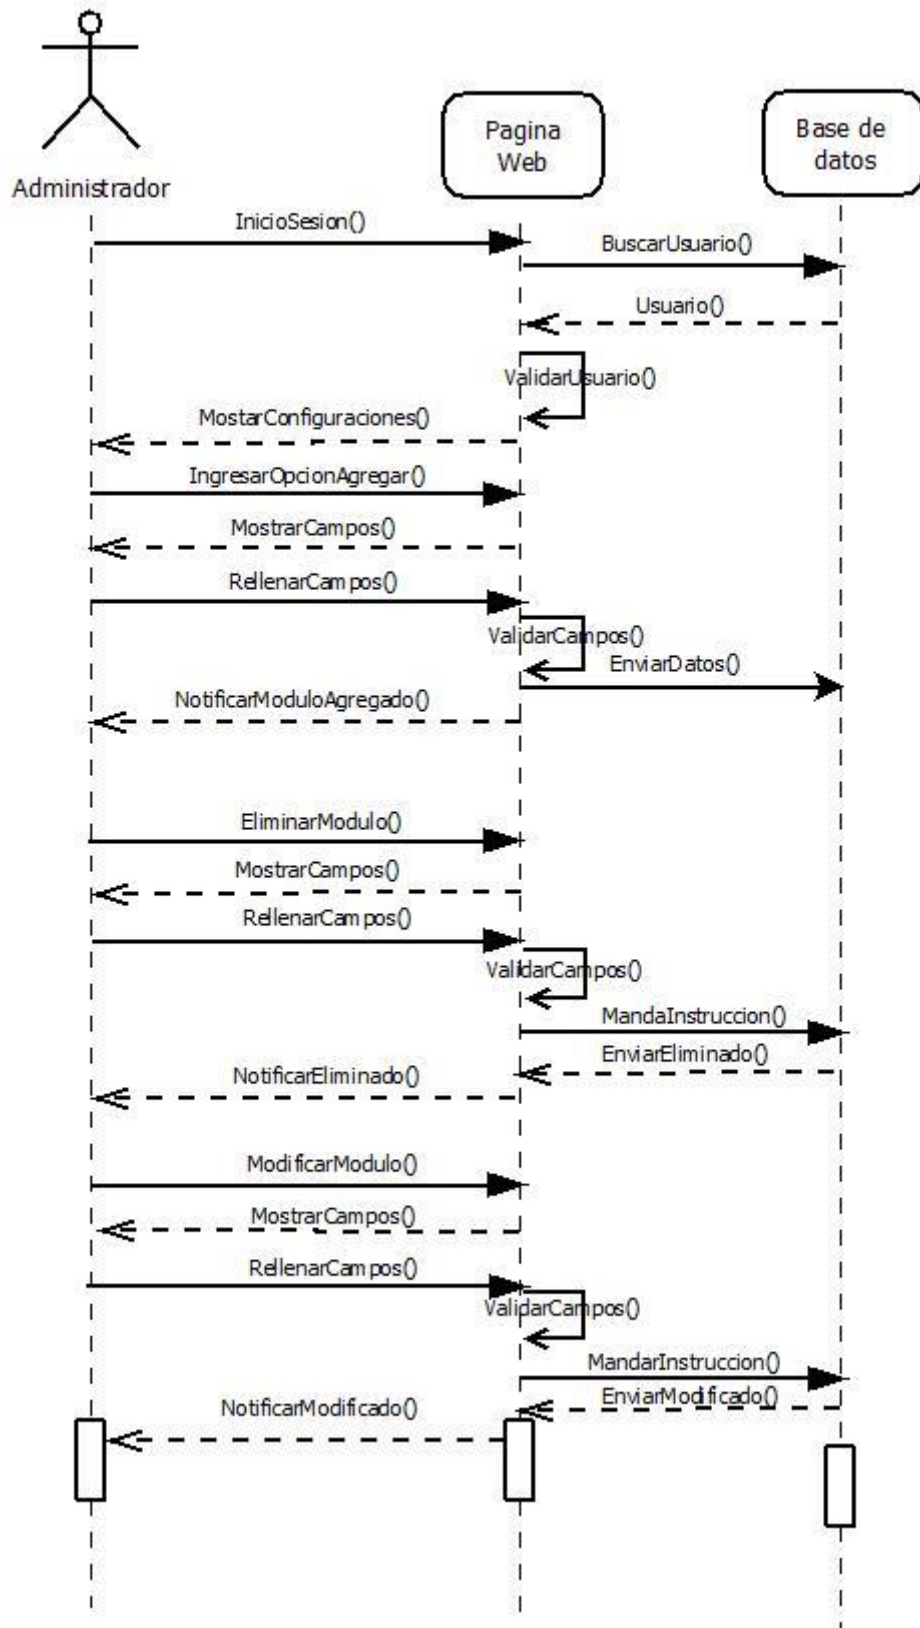 Administrador
Pagina
Web
Base de
datos
InicioSesion()
BuscarUsuario()
Usuario()
ValidarUsuario()
MostarConfiguraciones()
IngresarOpcionAgregar()
MostrarCampos()
RellenarCampos()
ValidarCampos()
EnviarDatos()
NotificarModuloAgregado()
EliminarModulo()
MostrarCampos()
RellenarCampos()
ValidarCampos()
MandaInstruccion()
EnviarEliminado()
NotificarEliminado()
ModificarModulo()
MostrarCampos()
RellenarCampos()
ValidarCampos()
MandarInstruccion()
EnviarModificado()
NotificarModificado()